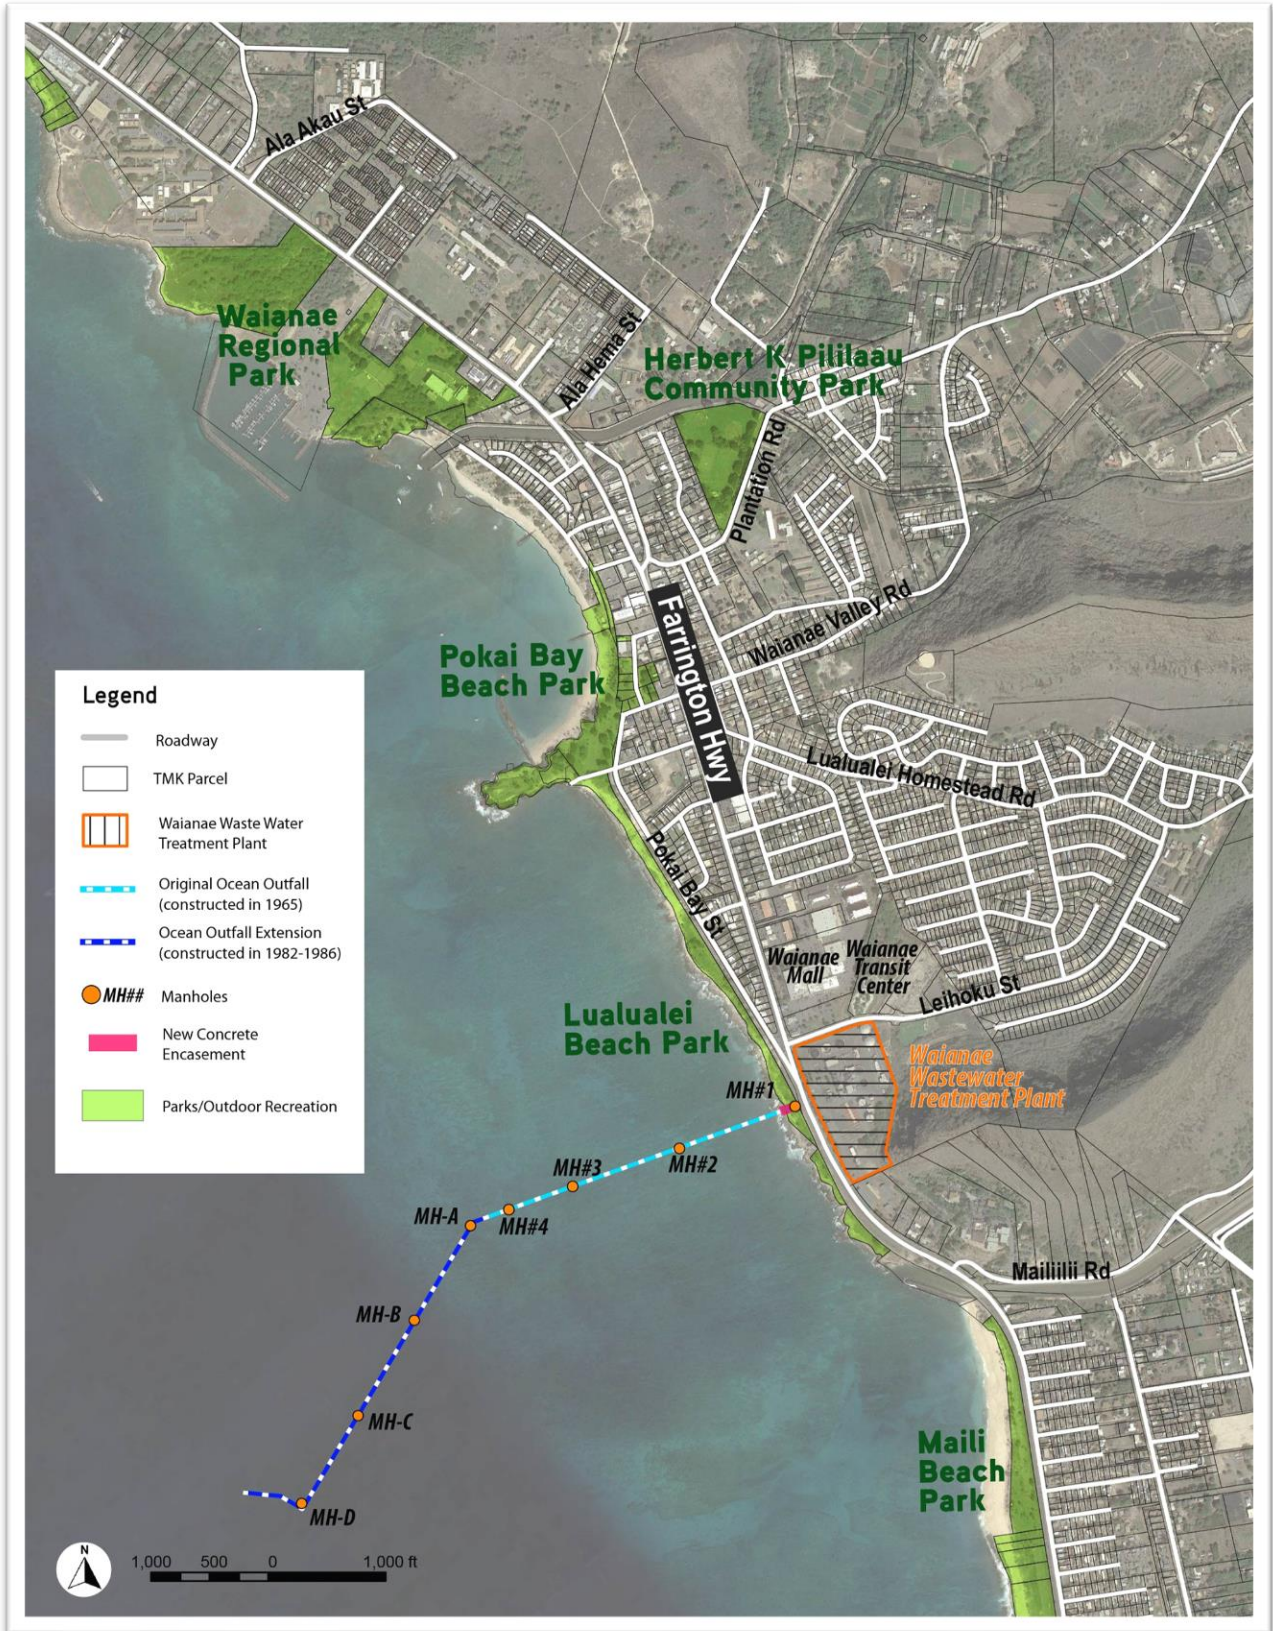 Ala Akau St
Waianae
Regional
Park
Ala Hema St
Herbert K Pililaau
Community Park
Plantation Rd
Farrington Hwy
Waianae Valley Rd
Pokai Bay
Beach Park
Lualualei Homestead Rd
Pokai Bay St
Waianae
Mall
Waianae
Transit
Center
Leihoku St
Lualualei
Beach Park
Waianae
Wastewater
Treatment Plant
MH#1
MH#2
MH#3
MH#4
MH-A
MH-B
MH-C
MH-D
Mailiilii Rd
Maili
Beach
Park
Legend
Roadway
TMK Parcel
Waianae Waste Water
Treatment Plant
Original Ocean Outfall
(constructed in 1965)
Ocean Outfall Extension
(constructed in 1982-1986)
MH## Manholes
New Concrete
Encasement
Parks/Outdoor Recreation
N
1,000 500 0 1,000 ft